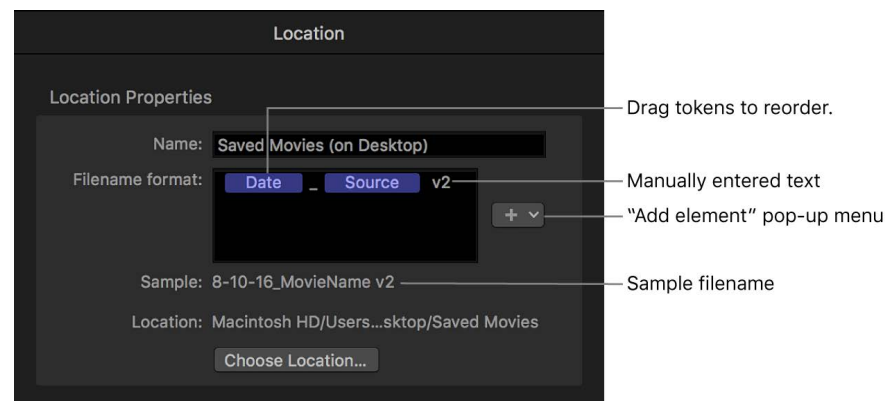 Location
Location Properties
Drag tokens to reorder.
Name: Saved Movies (on Desktop)
Filename format: Date _ Source v2
Manually entered text
+
“Add element” pop-up menu
Sample: 8-10-16_MovieName v2
Sample filename
Location: Macintosh HD/Users...sktop/Saved Movies
Choose Location...